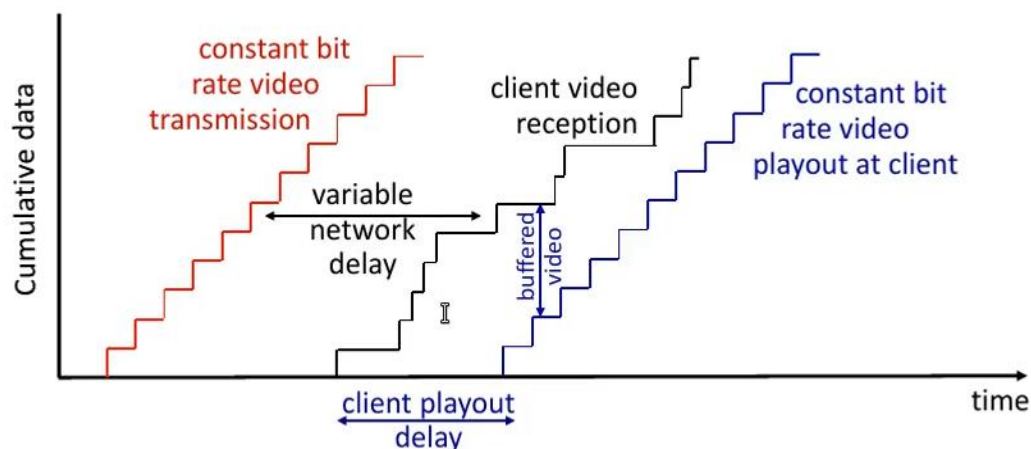 constant bit
rate video
transmission
client video
reception
constant bit
rate video
playout at client
Cumulative data
variable
network
delay
buffered
video
client playout
delay
time